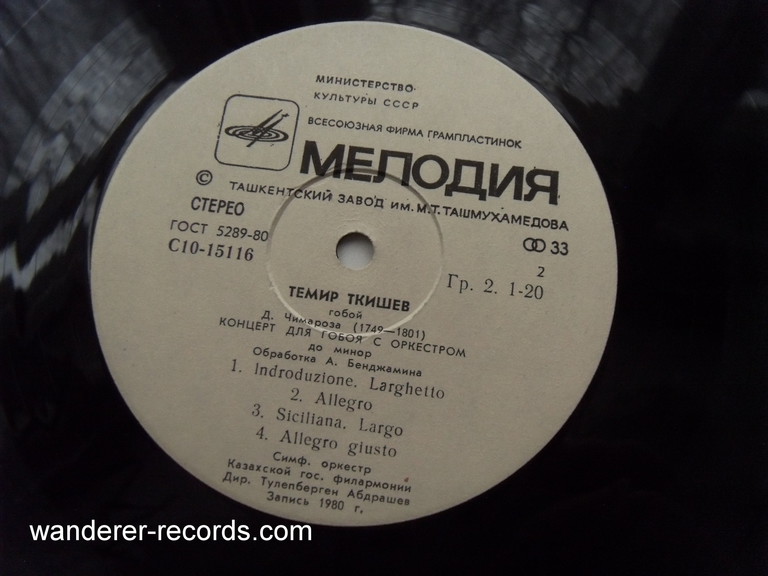 МИНИСТЕРСТВО
КУЛЬТУРЫ СССР
ВСЕСОЮЗНАЯ ФИРМА ГРАМПЛАСТИНОК
МЕЛОДИЯ
© ТАШКЕНТСКИЙ ЗАВОД ИМ. М.Т. ТАШМУХАМЕДОВА
СТЕРЕО
33
ГОСТ 5289-80
2
С10-15116
Гр. 2. 1-20
ТЕМИР ТКИШЕВ
гобой
Д. Чимароза (1749—1801)
КОНЦЕРТ ДЛЯ ГОБОЯ С ОРКЕСТРОМ
до минор
Обработка А. Бенджамина
1. Indroduzione. Larghetto
2. Allegro
3. Siciliana. Largo
4. Allegro giusto
Симф. оркестр
Казахской гос. филармонии
Дир. Тулепберген Абдрашев
Запись 1980 г.
wanderer-records.com